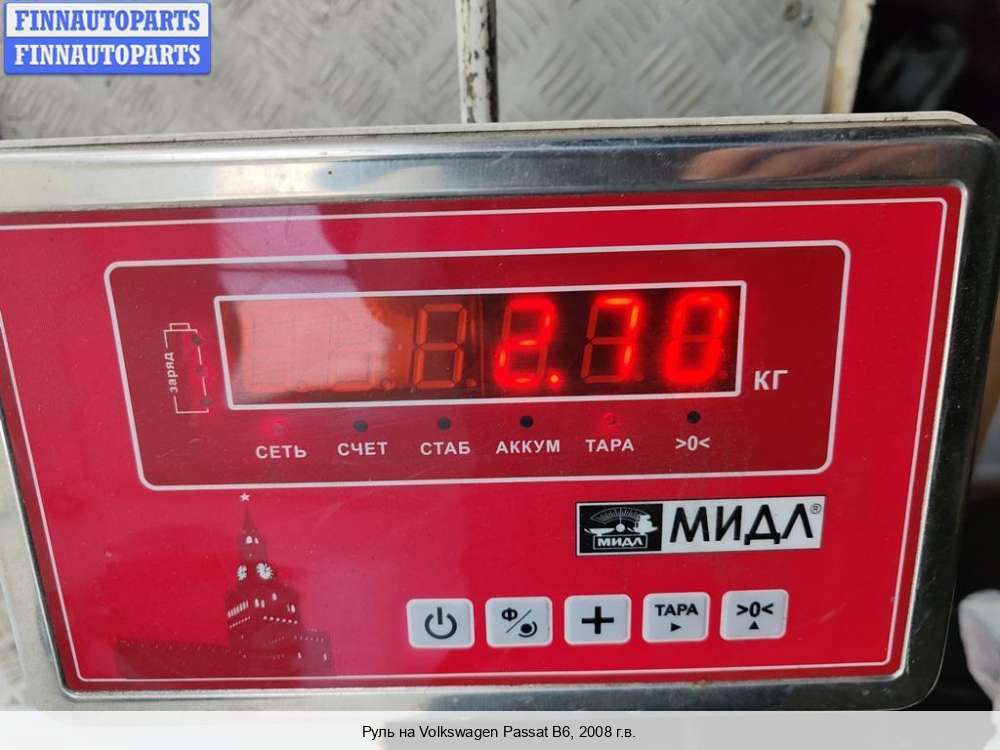 FINNAUTOPARTS
FINNAUTOPARTS
заряд
2.70
КГ
СЕТЬ СЧЕТ СТАБ АККУМ ТАРА >0<
МИДЛ МИДЛ®
Ф ТАРА >0<
Руль на Volkswagen Passat B6, 2008 г.в.